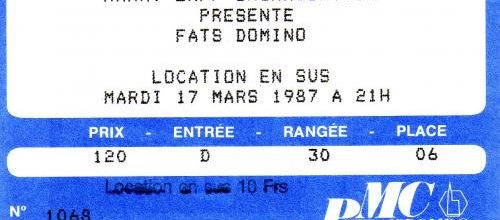 PRESENTE
FATS DOMINO
LOCATION EN SUS
MARDI 17 MARS 1987 A 21H
PRIX - ENTRÉE - RANGÉE - PLACE
120 D 30 06
Location en sus 10 Frs
N° 1068
PMC